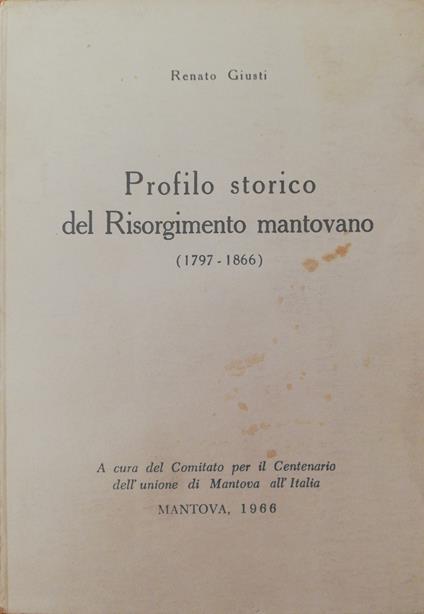 Renato Giusti
Profilo storico
del Risorgimento mantovano
(1797-1866)
A cura del Comitato per il Centenario
dell'unione di Mantova all'Italia
MANTOVA, 1966